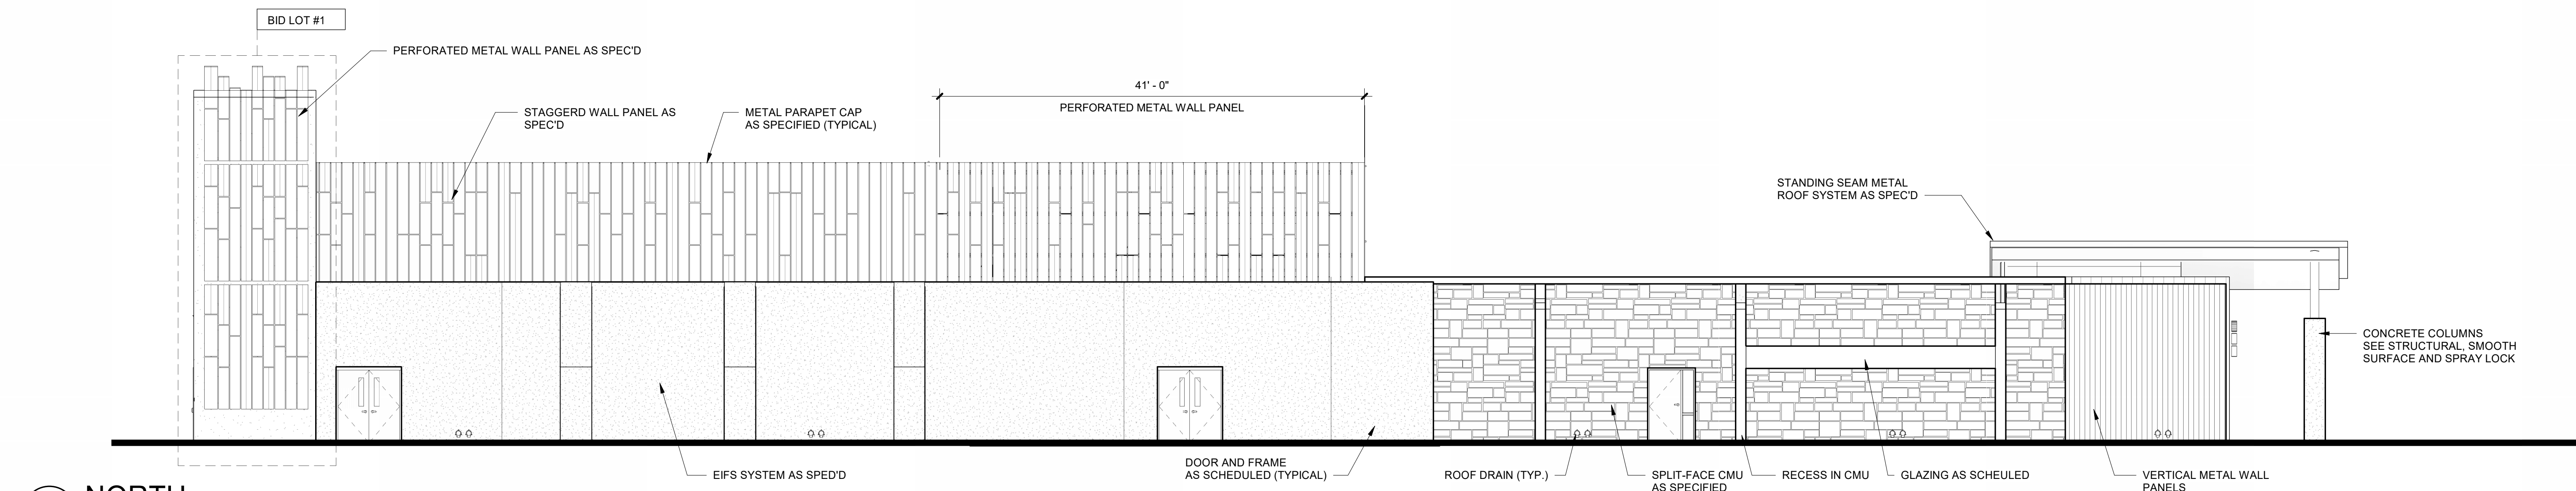 BID LOT #1
PERFORATED METAL WALL PANEL AS SPEC'D
STAGGERD WALL PANEL AS
SPEC'D
METAL PARAPET CAP
AS SPECIFIED (TYPICAL)
41' - 0"
PERFORATED METAL WALL PANEL
STANDING SEAM METAL
ROOF SYSTEM AS SPEC'D
CONCRETE COLUMNS
SEE STRUCTURAL, SMOOTH
SURFACE AND SPRAY LOCK
EIFS SYSTEM AS SPED'D
DOOR AND FRAME
AS SCHEDULED (TYPICAL)
ROOF DRAIN (TYP.)
SPLIT-FACE CMU
AS SPECIFIED
RECESS IN CMU
GLAZING AS SCHEULED
VERTICAL METAL WALL
PANELS
NORTH